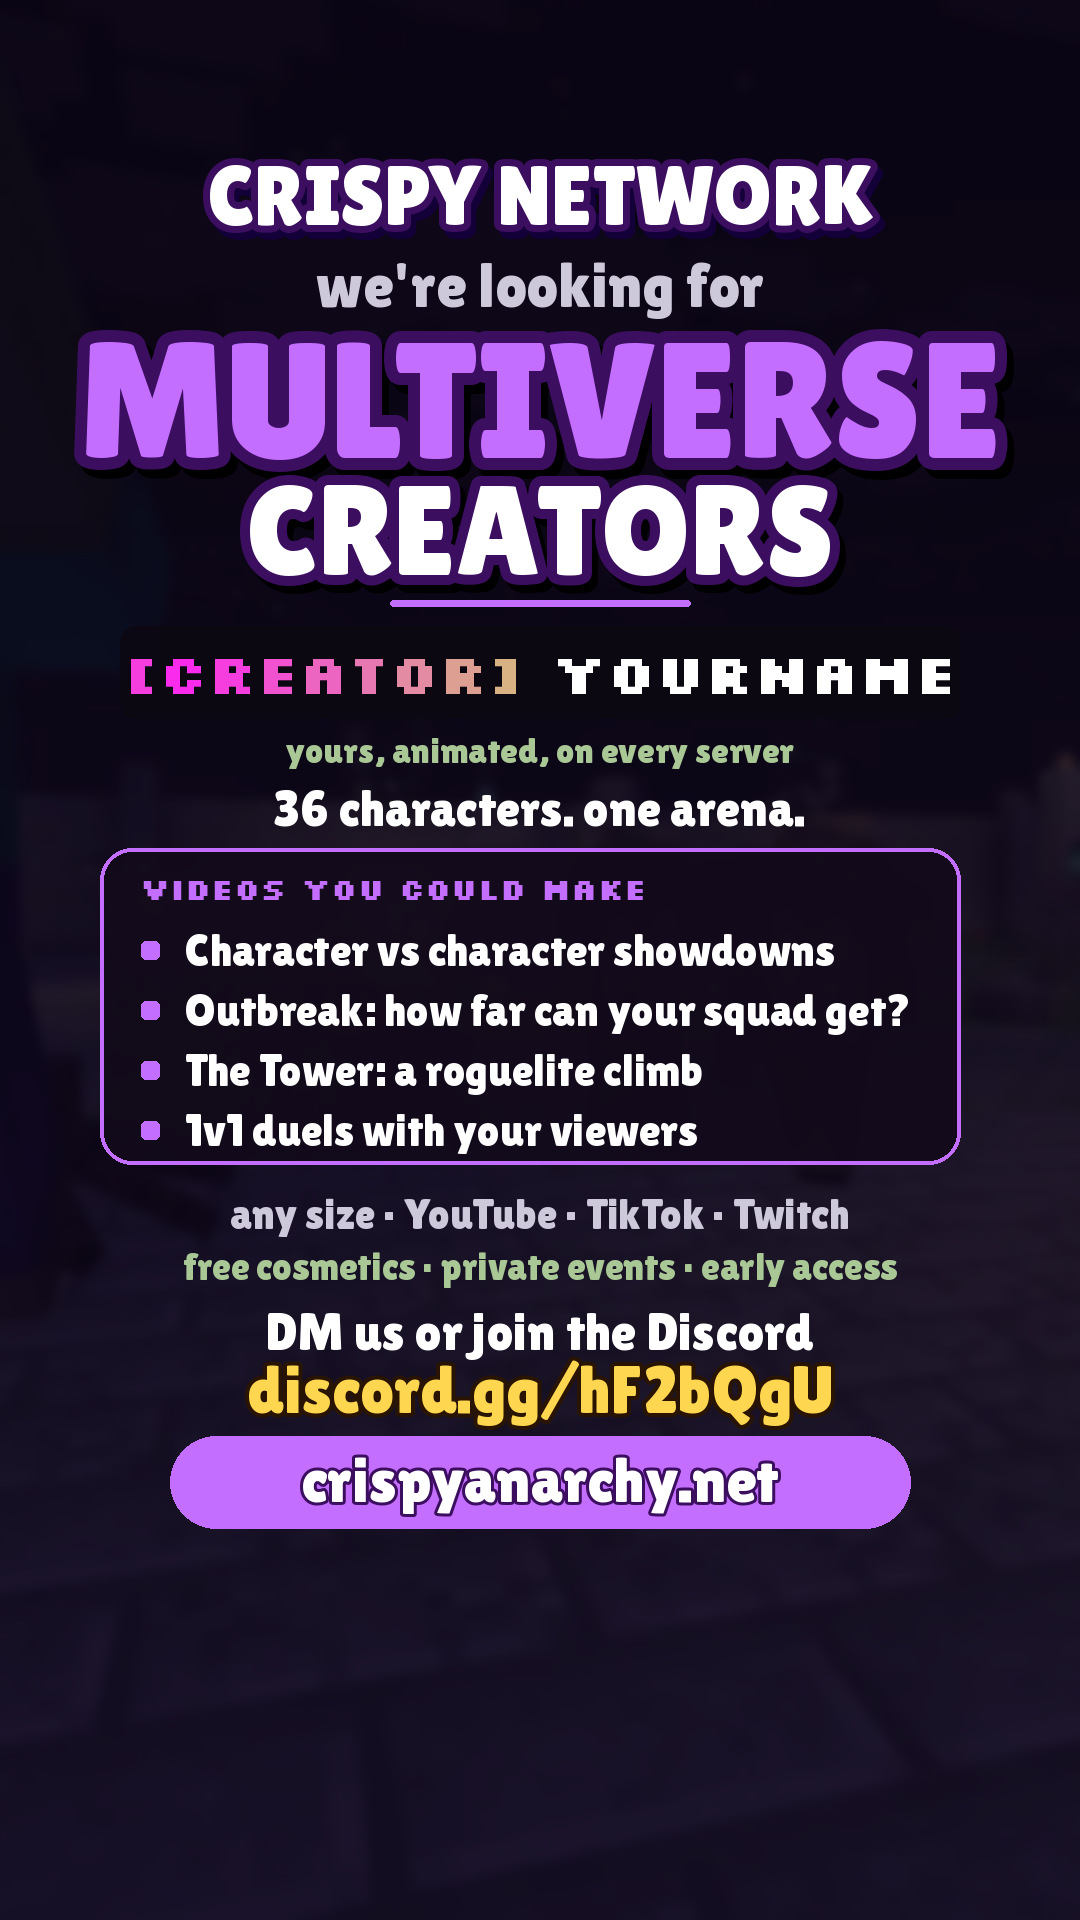 CRISPY NETWORK
we're looking for
MULTIVERSE
CREATORS
[CREATOR] YOURNAME
yours, animated, on every server
36 characters. one arena.
VIDEOS YOU COULD MAKE
Character vs character showdowns
Outbreak: how far can your squad get?
The Tower: a roguelite climb
1v1 duels with your viewers
any size · YouTube · TikTok · Twitch
free cosmetics · private events · early access
DM us or join the Discord
discord.gg/hF2bQgU
crispyanarchy.net